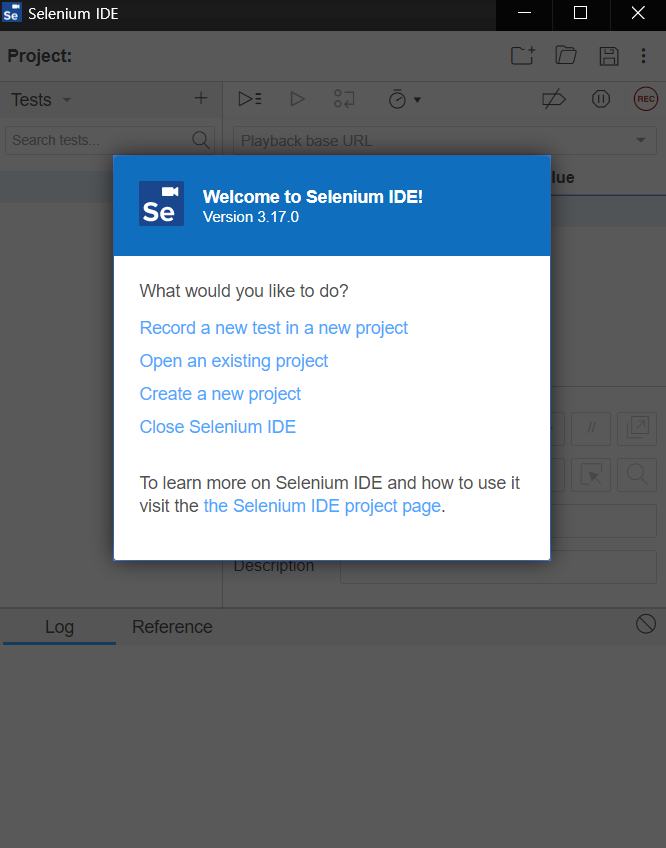 Se Selenium IDE
Project:
Tests
Search tests...
REC
Playback base URL
lue
Se
Welcome to Selenium IDE!
Version 3.17.0
What would you like to do?
Record a new test in a new project
Open an existing project
Create a new project
Close Selenium IDE
To learn more on Selenium IDE and how to use it
visit the the Selenium IDE project page.
//
Description
Log
Reference